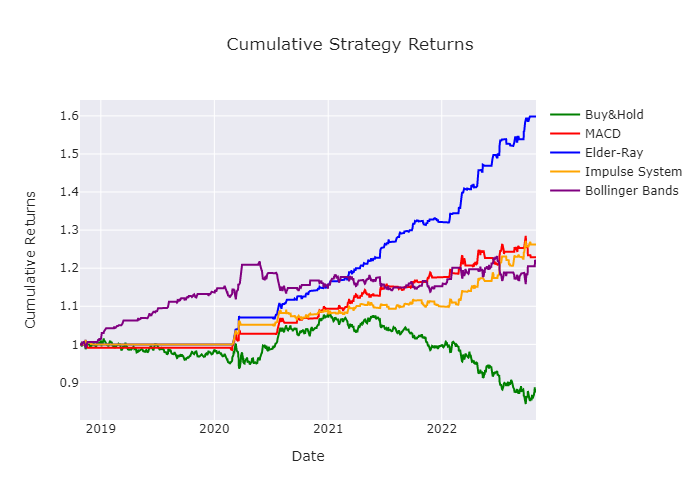 Cumulative Strategy Returns
Buy&Hold
MACD
Elder-Ray
Impulse System
Bollinger Bands
1.6
1.5
1.4
1.3
1.2
1.1
1
0.9
Cumulative Returns
2019
2020
2021
2022
Date